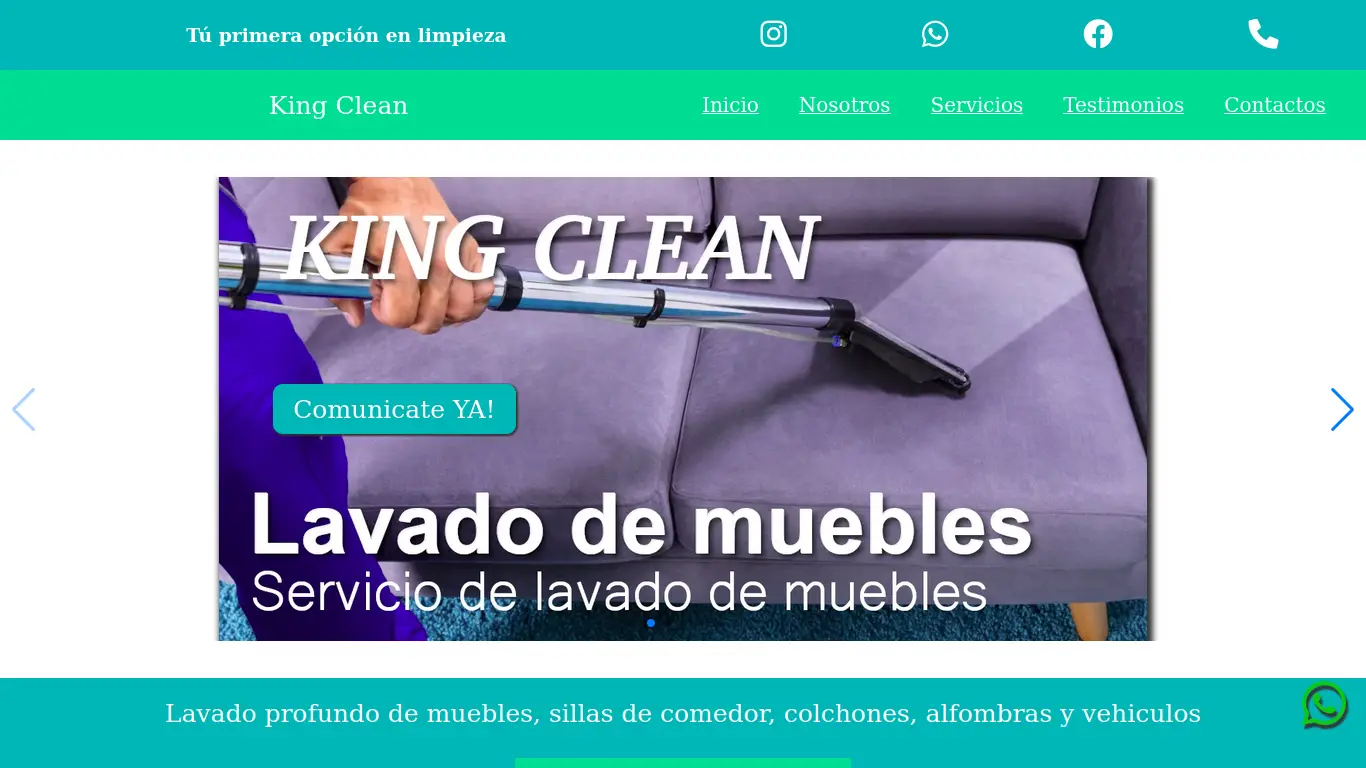 Tú primera opción en limpieza
King Clean
Inicio
Nosotros
Servicios
Testimonios
Contactos
KING CLEAN
Comunicate YA!
Lavado de muebles
Servicio de lavado de muebles
Lavado profundo de muebles, sillas de comedor, colchones, alfombras y vehiculos